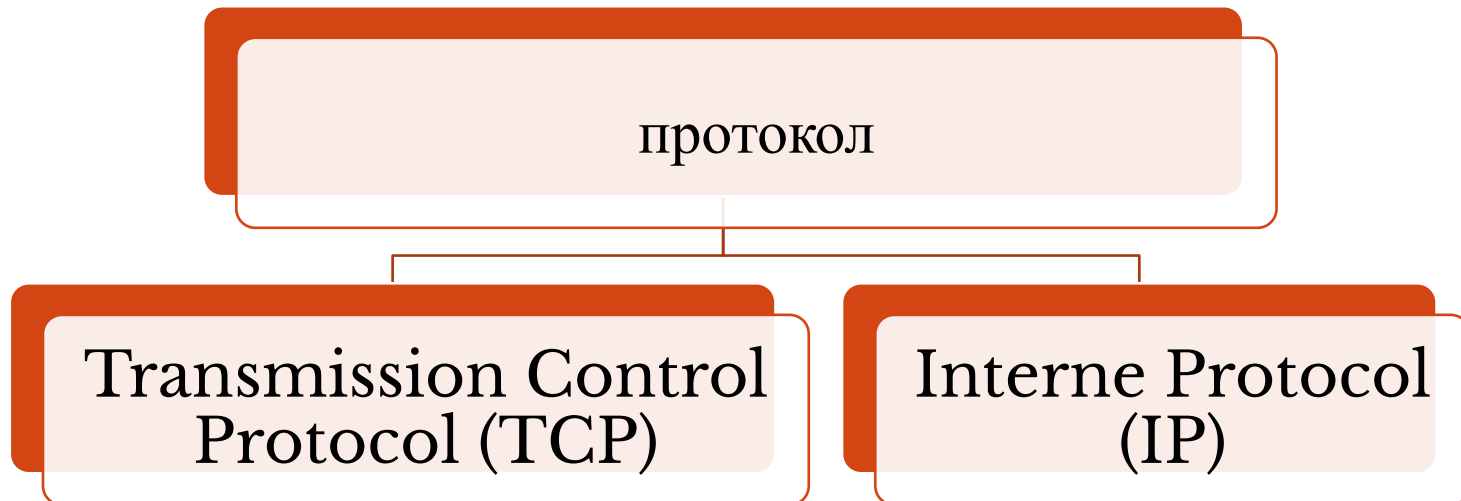 протокол
Transmission Control
Protocol (TCP)
Interne Protocol
(IP)